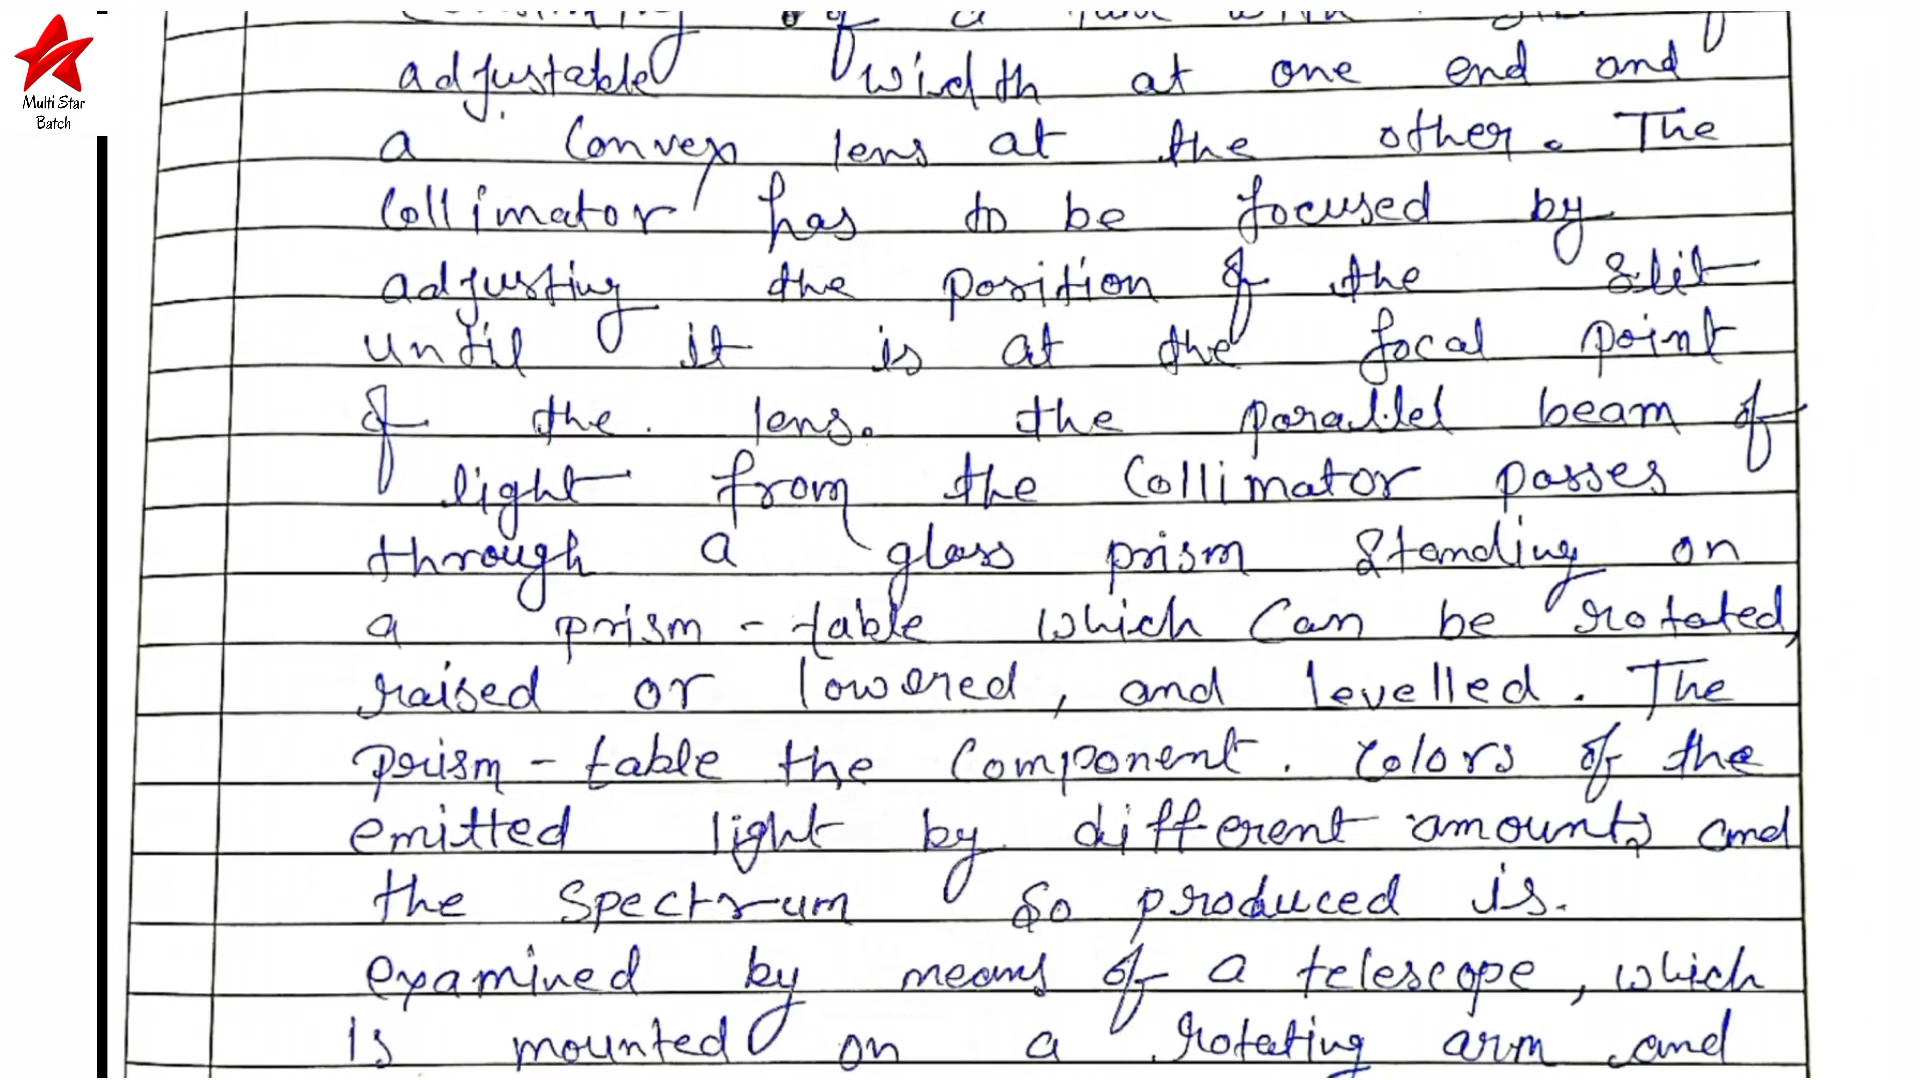 Multi Star
Batch
of a with
adjustable width at one end and
a Convex lens at the other. The
Collimator has to be focused by
adjusting the position of the slit
until it is at the focal point
of the lens. the parallel beam of
light from the Collimator passes
through a glass prism Standing on
a prism - table which Can be rotated,
raised or lowered, and levelled. The
prism - table the Component. Colors of the
emitted light by different amounts and
the Spectrum So produced is.
examined by means of a telescope, which
is mounted on a rotating arm and